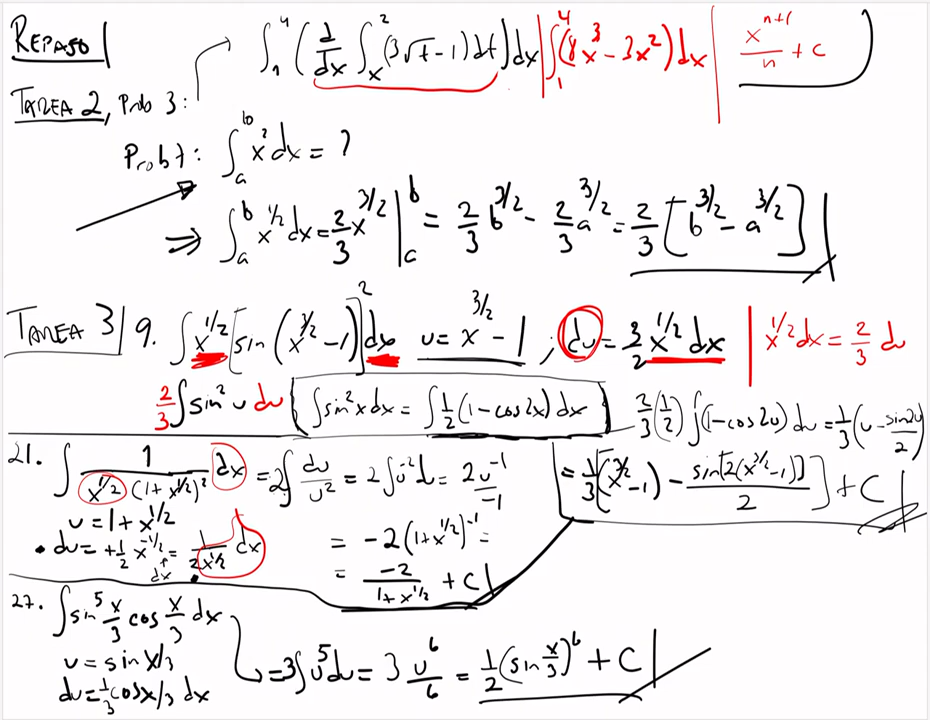 REPASO | ∫₁⁴ ( d/dx ∫ₓ² (3√t - 1) dt ) dx | ∫₁⁴ (8x³ - 3x²) dx | xⁿ⁺¹/n + c
TAREA 2, Prob 3:
Prob 7: ∫ₐᵇ x² dx = ?
⇒ ∫ₐᵇ x^1/2 dx = 2/3 x^3/2 |ₐᵇ = 2/3 b^3/2 - 2/3 a^3/2 = 2/3 [b^3/2 - a^3/2]
TAREA 3 | 9. ∫ x^1/2 [sin (x^3/2 - 1)]² dx u = x^3/2 - 1 ; du = 3/2 x^1/2 dx | x^1/2 dx = 2/3 du
2/3 ∫ sin² u du ∫ sin² x dx = ∫ 1/2 (1 - cos 2x) dx 2/3 (1/2) ∫ (1 - cos 2u) du = 1/3 (u - sin 2u/2)
= 1/3 [(x^3/2 - 1) - sin[2(x^3/2 - 1)]/2] + C
21. ∫ 1/(x^1/2 (1 + x^1/2)²) dx = 2∫ du/u² = 2∫ u⁻² d = 2u⁻¹/-1
u = 1 + x^1/2
du = +1/2 x^-1/2 dx = 1/(2x^1/2) dx
= -2(1 + x^1/2)⁻¹ =
= -2/(1 + x^1/2) + C
27. ∫ sin⁵ x/3 cos x/3 dx
u = sin x/3
du = 1/3 cos x/3 dx
= 3∫ u⁵ du = 3 u⁶/6 = 1/2 (sin x/3)⁶ + C